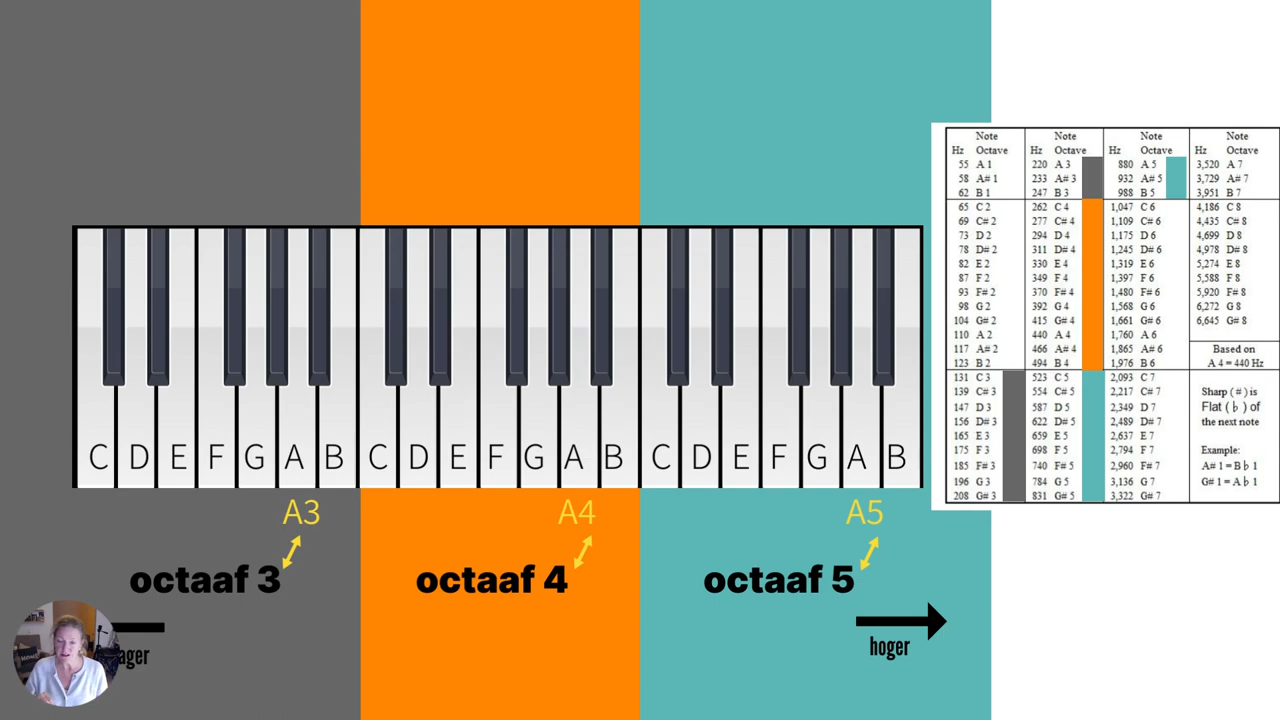 C D E F G A B C D E F G A B C D E F G A B
A3 A4 A5
octaaf 3 octaaf 4 octaaf 5
hoger
Note Note Note Note
Hz Octave Hz Octave Hz Octave Hz Octave
55 A 1 220 A 3 880 A 5 3,520 A 7
58 A# 1 233 A# 3 932 A# 5 3,729 A# 7
62 B 1 247 B 3 988 B 5 3,951 B 7
65 C 2 262 C 4 1,047 C 6 4,186 C 8
69 C# 2 277 C# 4 1,109 C# 6 4,435 C# 8
73 D 2 294 D 4 1,175 D 6 4,699 D 8
78 D# 2 311 D# 4 1,245 D# 6 4,978 D# 8
82 E 2 330 E 4 1,319 E 6 5,274 E 8
87 F 2 349 F 4 1,397 F 6 5,588 F 8
93 F# 2 370 F# 4 1,480 F# 6 5,920 F# 8
98 G 2 392 G 4 1,568 G 6 6,272 G 8
104 G# 2 415 G# 4 1,661 G# 6 6,645 G# 8
110 A 2 440 A 4 1,760 A 6
117 A# 2 466 A# 4 1,865 A# 6 Based on
123 B 2 494 B 4 1,976 B 6 A 4 = 440 Hz
131 C 3 523 C 5 2,093 C 7
139 C# 3 554 C# 5 2,217 C# 7 Sharp ( # ) is
147 D 3 587 D 5 2,349 D 7 Flat ( ♭ ) of
156 D# 3 622 D# 5 2,489 D# 7 the next note
165 E 3 659 E 5 2,637 E 7
175 F 3 698 F 5 2,794 F 7 Example:
185 F# 3 740 F# 5 2,960 F# 7 A# 1 = B ♭ 1
196 G 3 784 G 5 3,136 G 7 G# 1 = A ♭ 1
208 G# 3 831 G# 5 3,322 G# 7